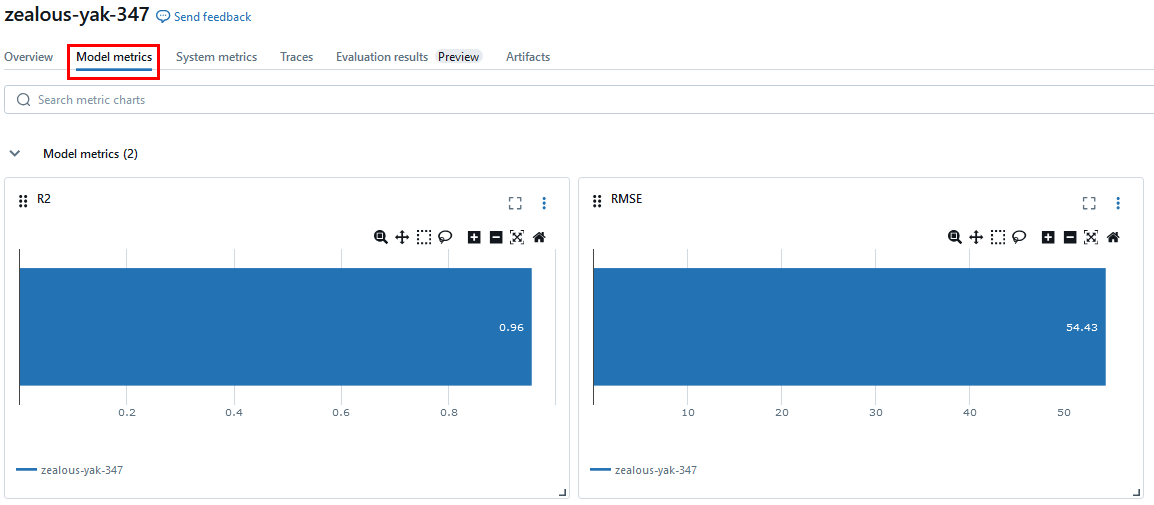 zealous-yak-347 Send feedback
Overview Model metrics System metrics Traces Evaluation results Preview Artifacts
Search metric charts
Model metrics (2)
R2
0.96
0.2 0.4 0.6 0.8
zealous-yak-347
RMSE
54.43
10 20 30 40 50
zealous-yak-347